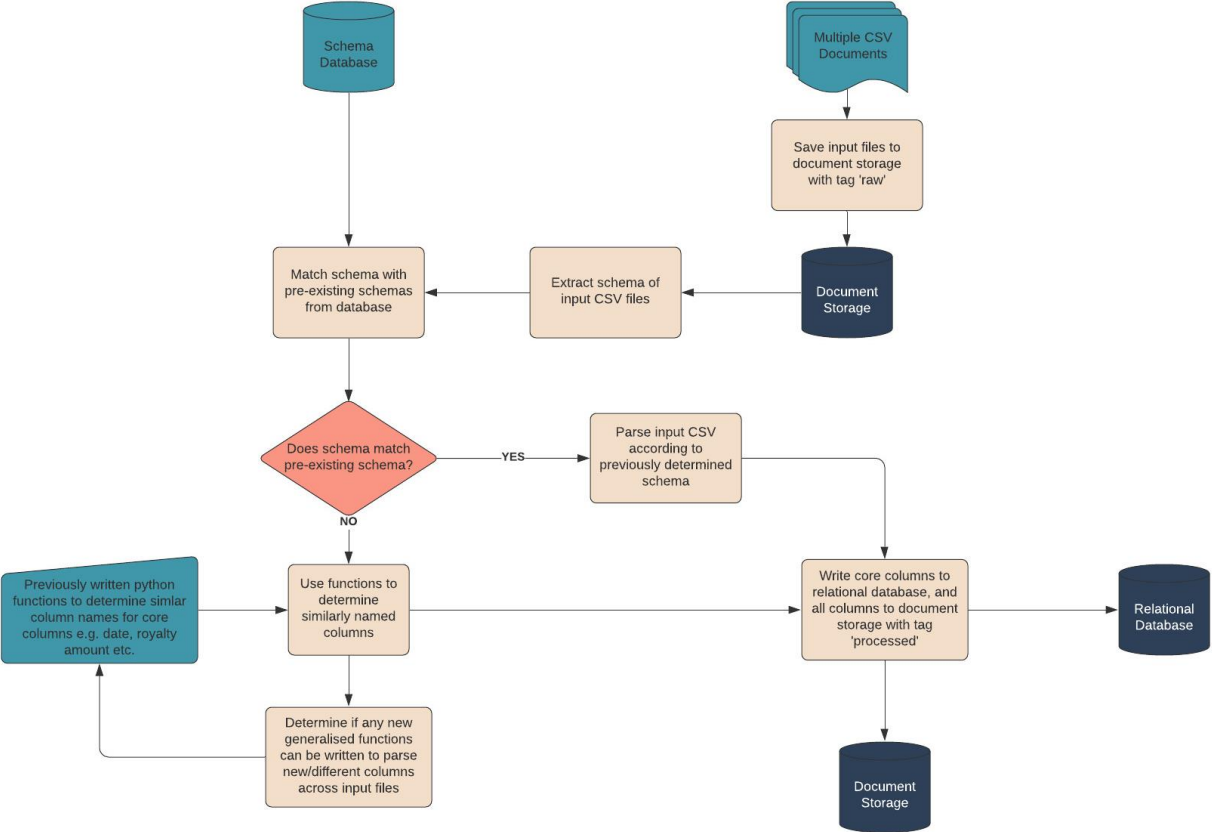 Schema
Database
Multiple CSV
Documents
Save input files to
document storage
with tag 'raw'
Match schema with
pre-existing schemas
from database
Extract schema of
input CSV files
Document
Storage
Does schema match
pre-existing schema?
YES
Parse input CSV
according to
previously determined
schema
NO
Previously written python
functions to determine simlar
column names for core
columns e.g. date, royalty
amount etc.
Use functions to
determine
similarly named
columns
Write core columns to
relational database, and
all columns to document
storage with tag
'processed'
Relational
Database
Determine if any new
generalised functions
can be written to parse
new/different columns
across input files
Document
Storage